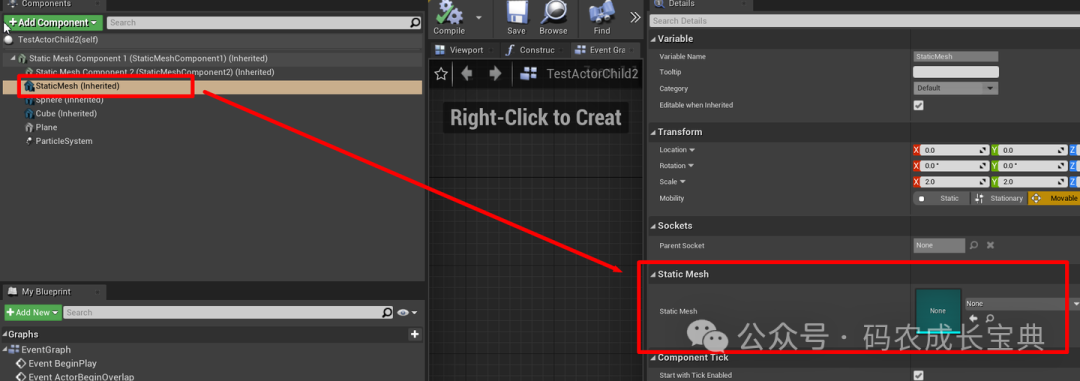 Components
+Add Component
Search
TestActorChild2(self)
Static Mesh Component 1 (StaticMeshComponent1) (Inherited)
Static Mesh Component 2 (StaticMeshComponent2) (Inherited)
StaticMesh (Inherited)
Sphere (Inherited)
Cube (Inherited)
Plane
ParticleSystem
My Blueprint
+Add New
Search
Graphs
EventGraph
Event BeginPlay
Event ActorBeginOverlap
Compile
Save
Browse
Find
Viewport
Construc
Event Gra
TestActorChild2
Right-Click to Creat
Details
Search Details
Variable
Variable Name
StaticMesh
Tooltip
Category
Default
Editable when Inherited
Transform
Location
X 0.0 Y 0.0 Z
Rotation
X 0.0° Y 0.0° Z
Scale
X 2.0 Y 2.0 Z
Mobility
Static
Stationary
Movable
Sockets
Parent Socket
None
Static Mesh
Static Mesh
None
None
公众号 · 码农成长宝典
Component Tick
Start with Tick Enabled